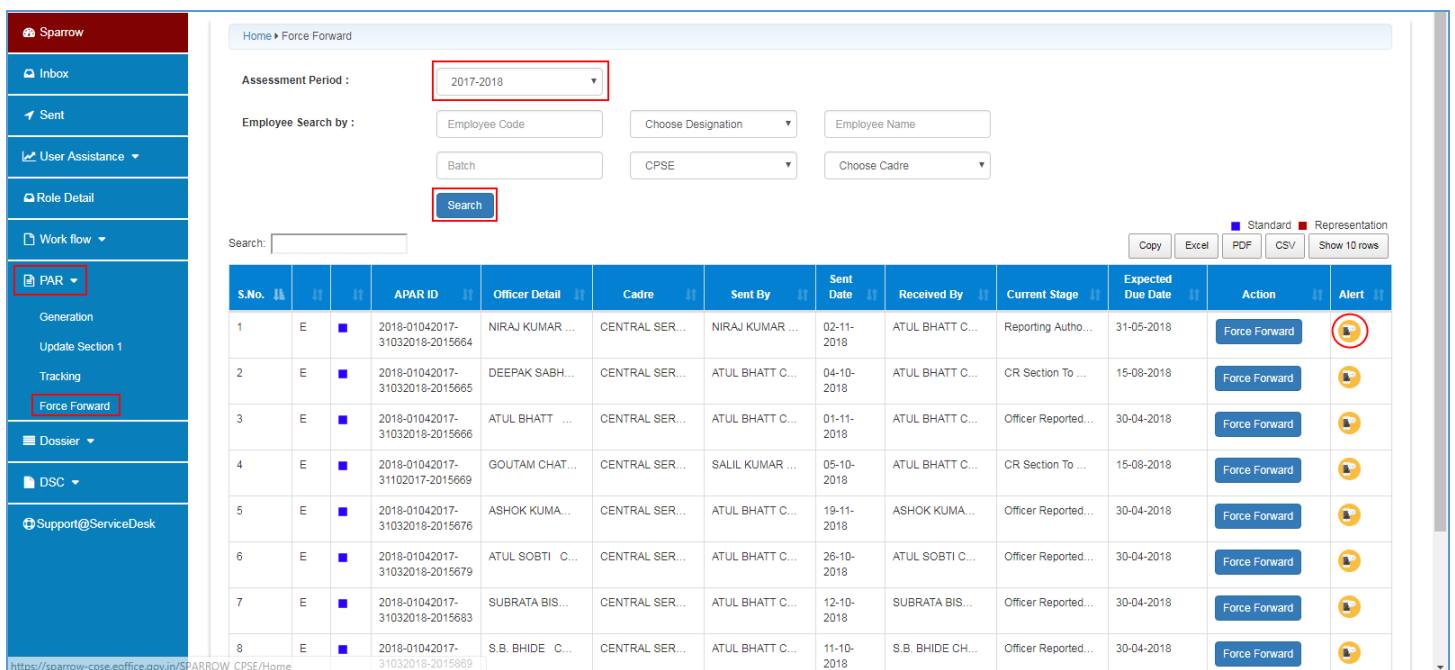 Sparrow
Inbox
Sent
User Assistance
Role Detail
Work flow
PAR
Generation
Update Section 1
Tracking
Force Forward
Dossier
DSC
Support@ServiceDesk
Home Force Forward
Assessment Period : 2017-2018
Employee Search by : Employee Code Choose Designation Employee Name
Batch CPSE Choose Cadre
Search
Standard Representation
Search: Copy Excel PDF CSV Show 10 rows
S.No. APAR ID Officer Detail Cadre Sent By Sent Date Received By Current Stage Expected Due Date Action Alert
1 E 2018-01042017-31032018-2015664 NIRAJ KUMAR ... CENTRAL SER... NIRAJ KUMAR ... 02-11-2018 ATUL BHATT C... Reporting Autho... 31-05-2018 Force Forward
2 E 2018-01042017-31032018-2015665 DEEPAK SABH... CENTRAL SER... ATUL BHATT C... 04-10-2018 ATUL BHATT C... CR Section To ... 15-08-2018 Force Forward
3 E 2018-01042017-31032018-2015666 ATUL BHATT ... CENTRAL SER... ATUL BHATT C... 01-11-2018 ATUL BHATT C... Officer Reported... 30-04-2018 Force Forward
4 E 2018-01042017-31102017-2015669 GOUTAM CHAT... CENTRAL SER... SALIL KUMAR ... 05-10-2018 ATUL BHATT C... CR Section To ... 15-08-2018 Force Forward
5 E 2018-01042017-31032018-2015676 ASHOK KUMA... CENTRAL SER... ATUL BHATT C... 19-11-2018 ASHOK KUMA... Officer Reported... 30-04-2018 Force Forward
6 E 2018-01042017-31032018-2015679 ATUL SOBTI C... CENTRAL SER... ATUL BHATT C... 26-10-2018 ATUL SOBTI C... Officer Reported... 30-04-2018 Force Forward
7 E 2018-01042017-31032018-2015683 SUBRATA BIS... CENTRAL SER... ATUL BHATT C... 12-10-2018 SUBRATA BIS... Officer Reported... 30-04-2018 Force Forward
8 E 2018-01042017-31032018-2015869 S.B. BHIDE C... CENTRAL SER... ATUL BHATT C... 11-10-2018 S.B. BHIDE CH... Officer Reported... 30-04-2018 Force Forward
https://sparrow-cpse.eoffice.gov.in/SPARROW_CPSE/Home